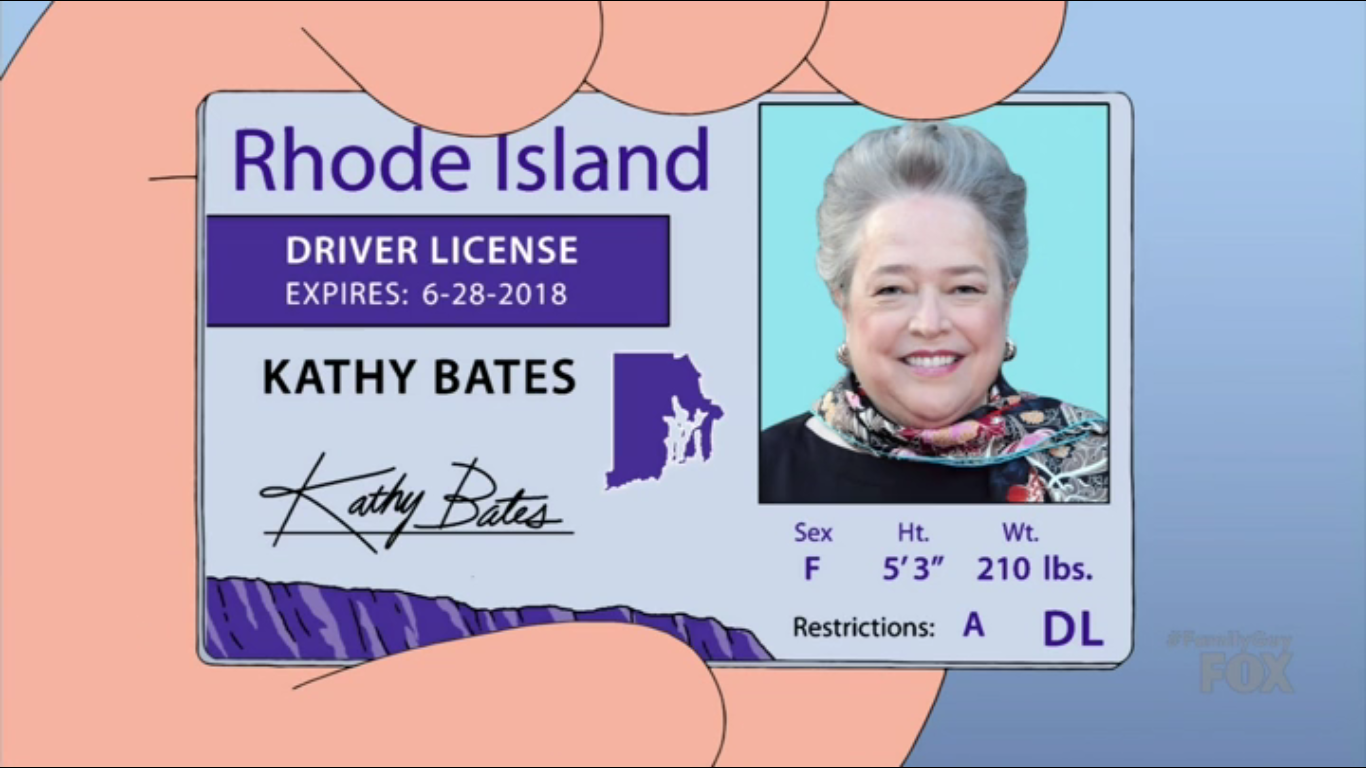 Rhode Island
DRIVER LICENSE
EXPIRES: 6-28-2018
KATHY BATES
Kathy Bates
Sex Ht. Wt.
F 5'3" 210 lbs.
Restrictions: A DL
#FamilyGuy
FOX